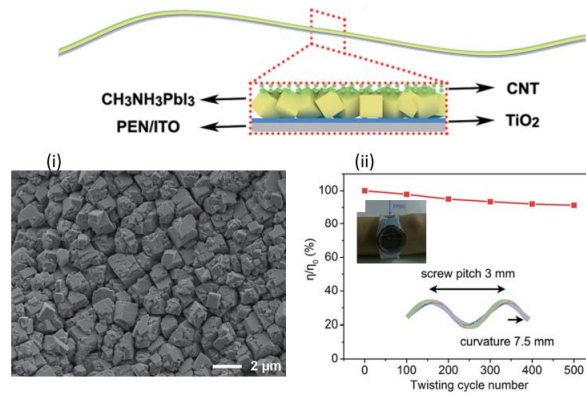 CH3NH3PbI3
CNT
PEN/ITO
TiO2
(i)
(ii)
2 µm
100
80
60
40
20
0
η/η0 (%)
screw pitch 3 mm
curvature 7.5 mm
0 100 200 300 400 500
Twisting cycle number